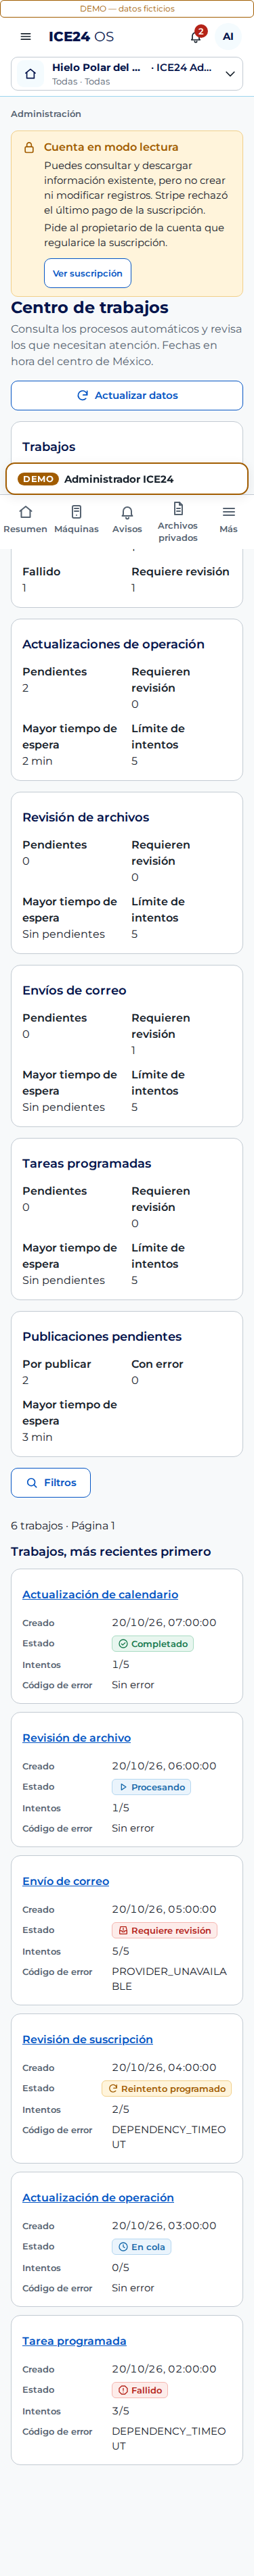 DEMO — datos ficticios
ICE24 OS
2
AI
Hielo Polar del ... · ICE24 Ad...
Todas · Todas
Administración
Cuenta en modo lectura
Puedes consultar y descargar
información existente, pero no crear
ni modificar registros. Stripe rechazó
el último pago de la suscripción.
Pide al propietario de la cuenta que
regularice la suscripción.
Ver suscripción
Centro de trabajos
Consulta los procesos automáticos y revisa
los que necesitan atención. Fechas en
hora del centro de México.
Actualizar datos
Trabajos
DEMO Administrador ICE24
Resumen Máquinas Avisos Archivos privados Más
Fallido Requiere revisión
1 1
Actualizaciones de operación
Pendientes Requieren
2 revisión
0
Mayor tiempo de Límite de
espera intentos
2 min 5
Revisión de archivos
Pendientes Requieren
0 revisión
0
Mayor tiempo de Límite de
espera intentos
Sin pendientes 5
Envíos de correo
Pendientes Requieren
0 revisión
1
Mayor tiempo de Límite de
espera intentos
Sin pendientes 5
Tareas programadas
Pendientes Requieren
0 revisión
0
Mayor tiempo de Límite de
espera intentos
Sin pendientes 5
Publicaciones pendientes
Por publicar Con error
2 0
Mayor tiempo de
espera
3 min
Filtros
6 trabajos · Página 1
Trabajos, más recientes primero
Actualización de calendario
Creado 20/10/26, 07:00:00
Estado Completado
Intentos 1/5
Código de error Sin error
Revisión de archivo
Creado 20/10/26, 06:00:00
Estado Procesando
Intentos 1/5
Código de error Sin error
Envío de correo
Creado 20/10/26, 05:00:00
Estado Requiere revisión
Intentos 5/5
Código de error PROVIDER_UNAVAILA
BLE
Revisión de suscripción
Creado 20/10/26, 04:00:00
Estado Reintento programado
Intentos 2/5
Código de error DEPENDENCY_TIMEO
UT
Actualización de operación
Creado 20/10/26, 03:00:00
Estado En cola
Intentos 0/5
Código de error Sin error
Tarea programada
Creado 20/10/26, 02:00:00
Estado Fallido
Intentos 3/5
Código de error DEPENDENCY_TIMEO
UT